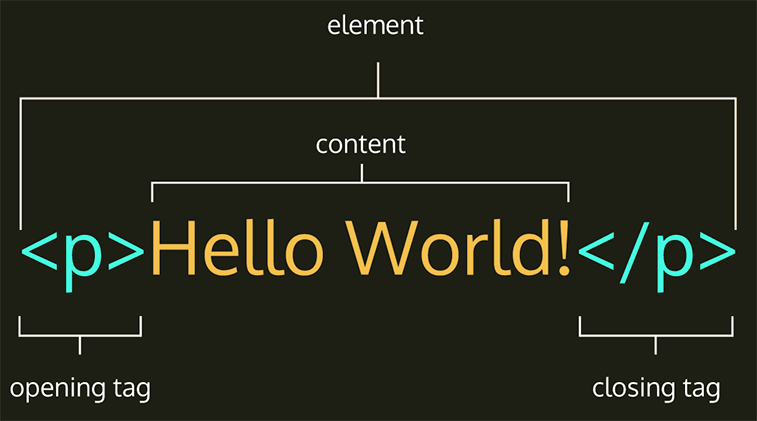 element
content
<p>Hello World!</p>
opening tag
closing tag